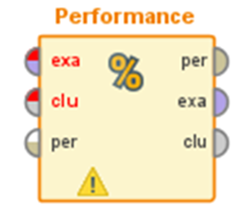 Performance
exa per
% 
clu exa
per clu
!